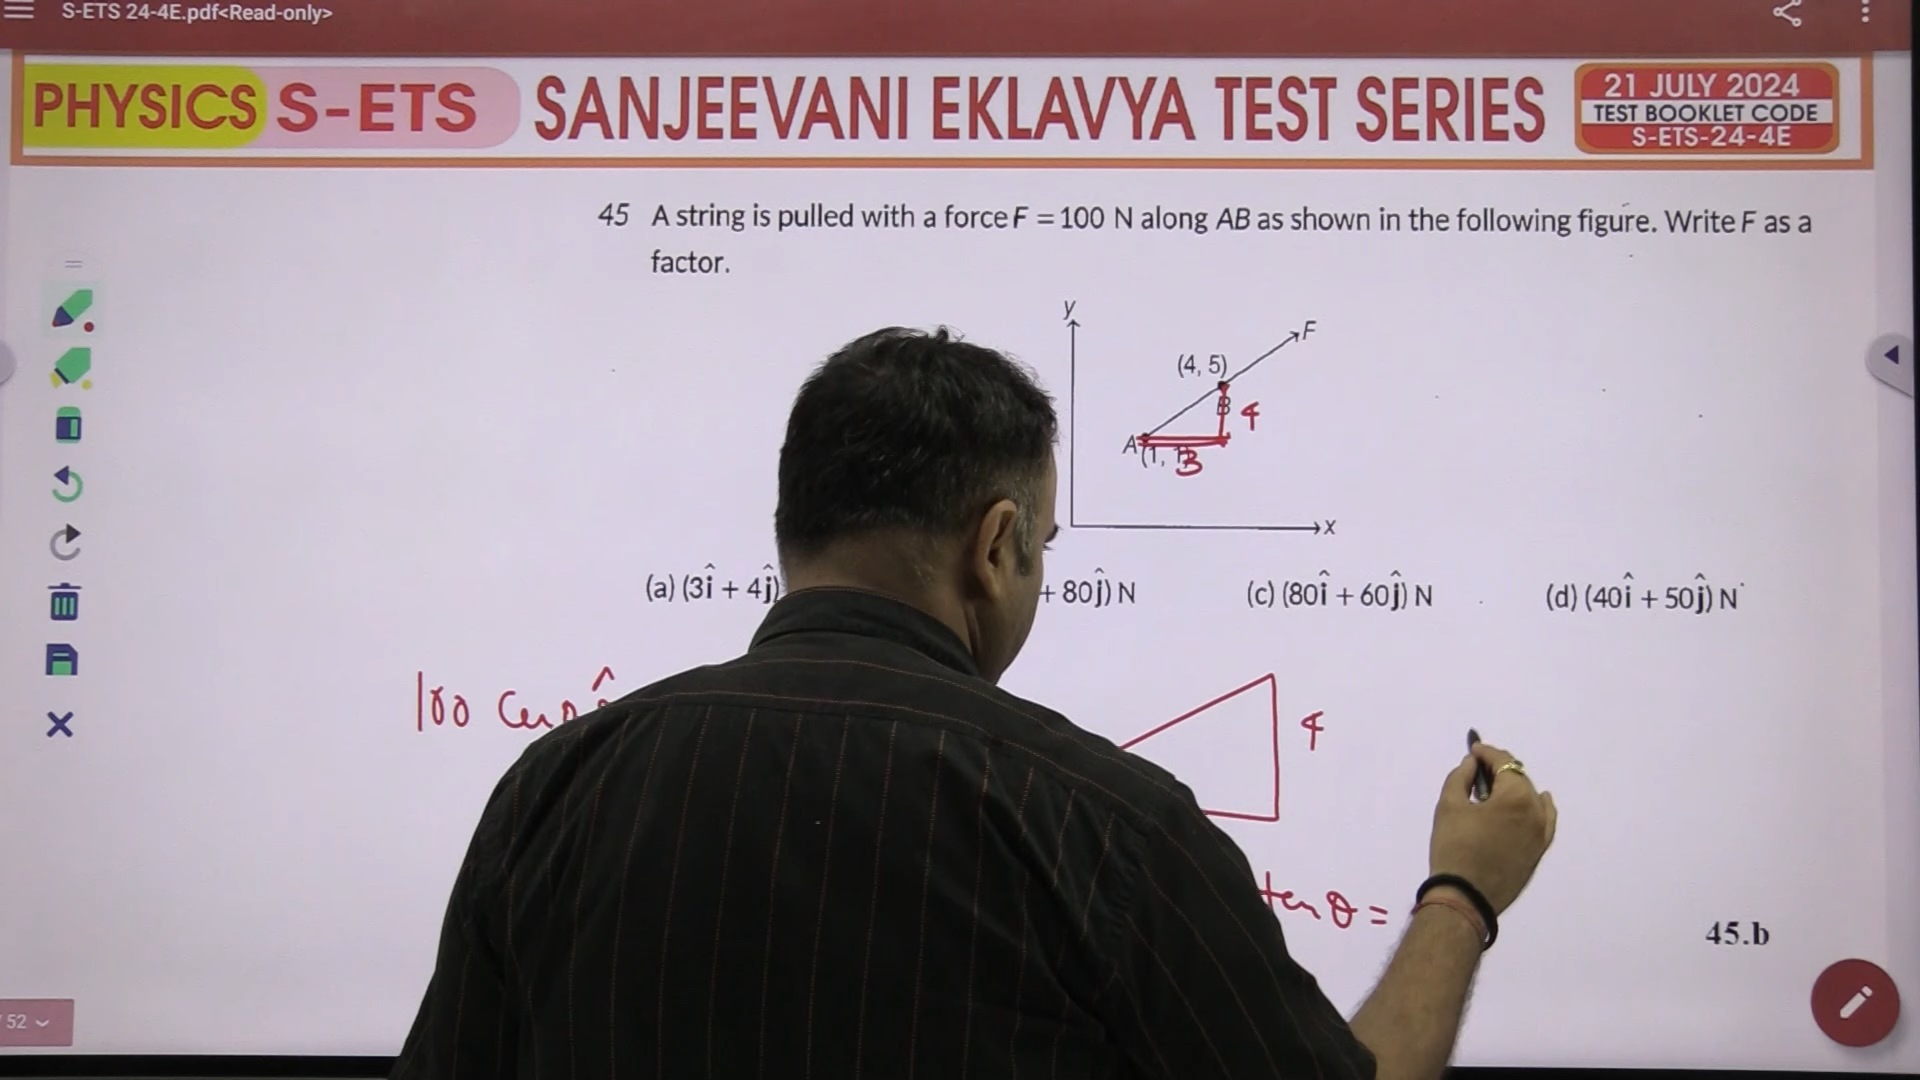 S-ETS 24-4E.pdf<Read-only>
PHYSICS S-ETS SANJEEVANI EKLAVYA TEST SERIES
21 JULY 2024
TEST BOOKLET CODE
S-ETS-24-4E
45 A string is pulled with a force F = 100 N along AB as shown in the following figure. Write F as a
factor.
y
F
(4, 5)
B 4
A
(1,
3
x
(a) (3î + 4ĵ) + 80ĵ) N (c) (80î + 60ĵ) N (d) (40î + 50ĵ) N
100
4
tan θ =
45.b
52